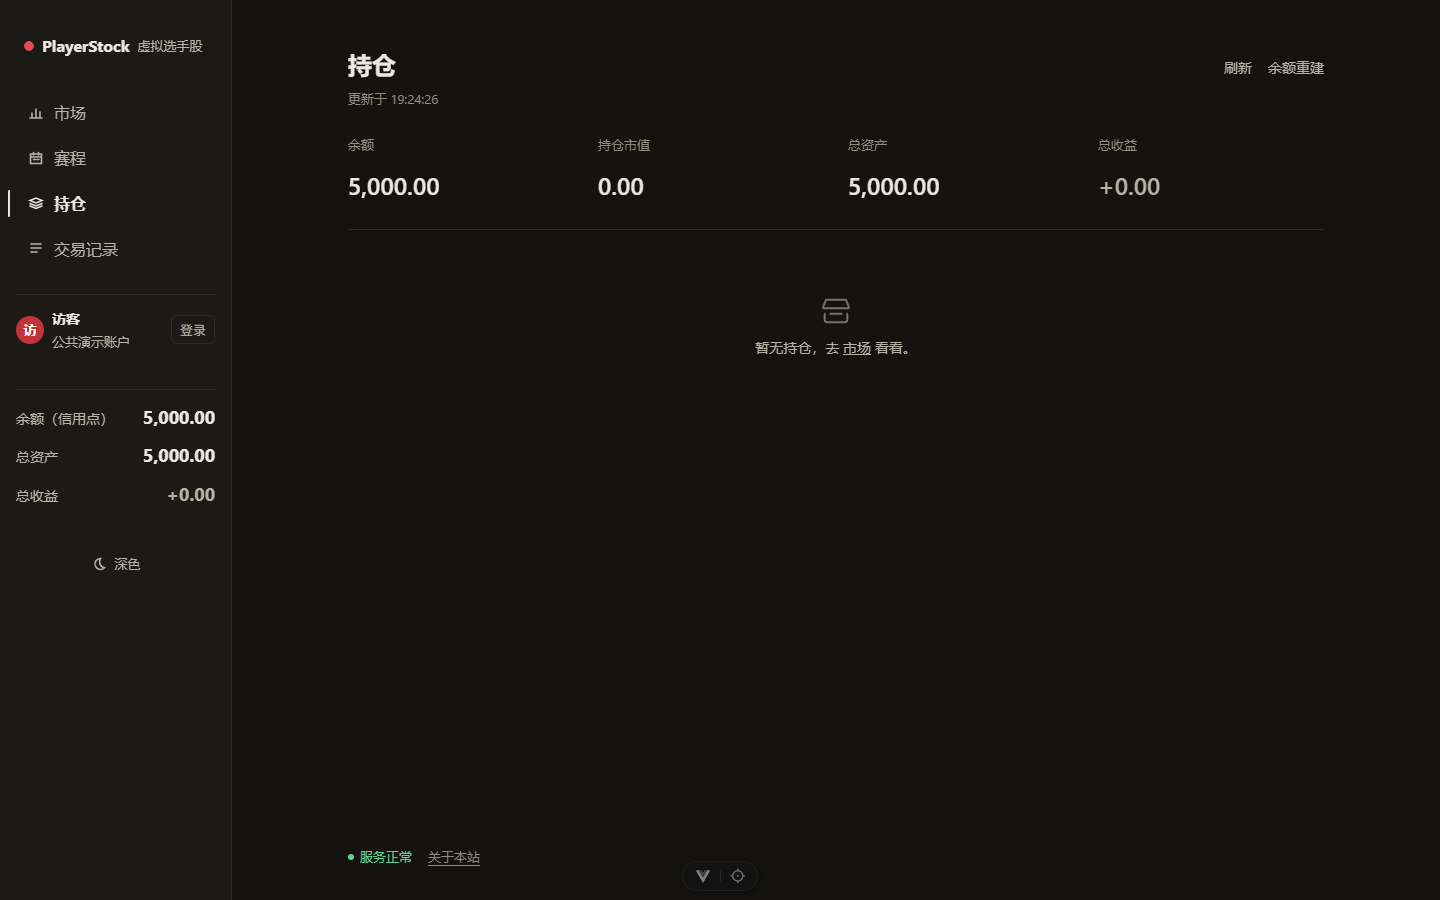 PlayerStock 虚拟选手股
市场
赛程
持仓
交易记录
访
访客
公共演示账户
登录
余额（信用点） 5,000.00
总资产 5,000.00
总收益 +0.00
深色
持仓
更新于 19:24:26
刷新 余额重建
余额 持仓市值 总资产 总收益
5,000.00 0.00 5,000.00 +0.00
暂无持仓，去 市场 看看。
服务正常 关于本站